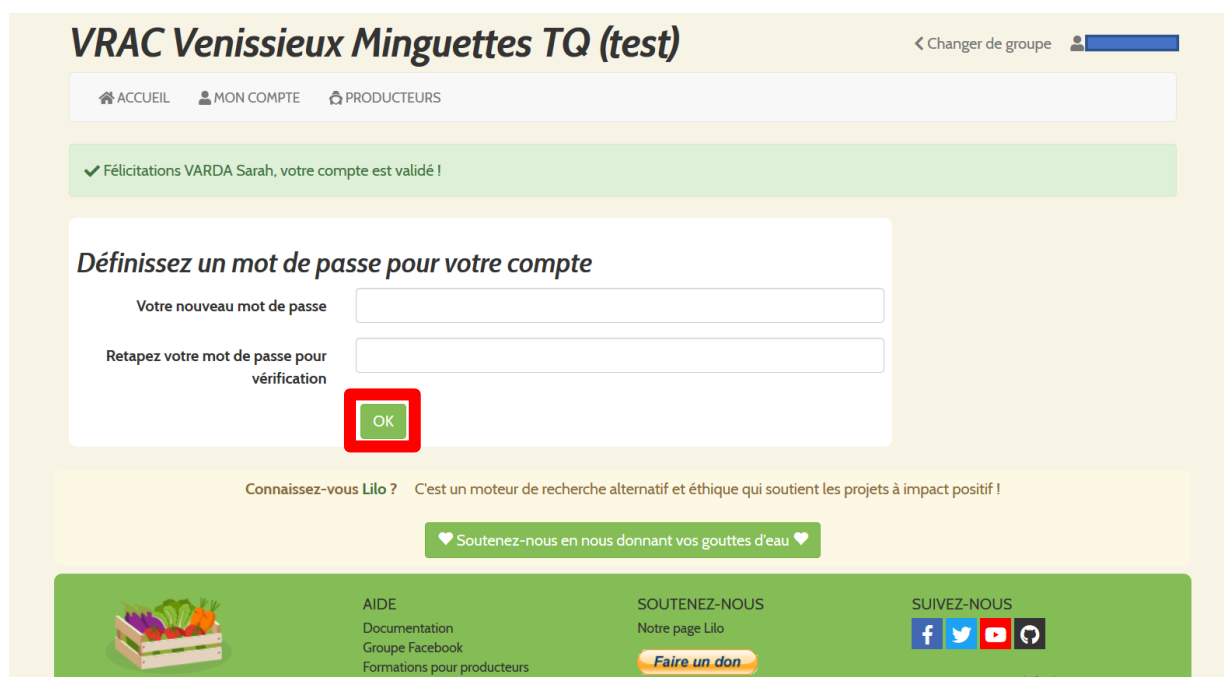 VRAC Venissieux Minguettes TQ (test)
Changer de groupe
ACCUEIL MON COMPTE PRODUCTEURS
Félicitations VARDA Sarah, votre compte est validé !
Définissez un mot de passe pour votre compte
Votre nouveau mot de passe
Retapez votre mot de passe pour
vérification
OK
Connaissez-vous Lilo ? C'est un moteur de recherche alternatif et éthique qui soutient les projets à impact positif !
Soutenez-nous en nous donnant vos gouttes d'eau
AIDE
Documentation
Groupe Facebook
Formations pour producteurs
SOUTENEZ-NOUS
Notre page Lilo
Faire un don
SUIVEZ-NOUS